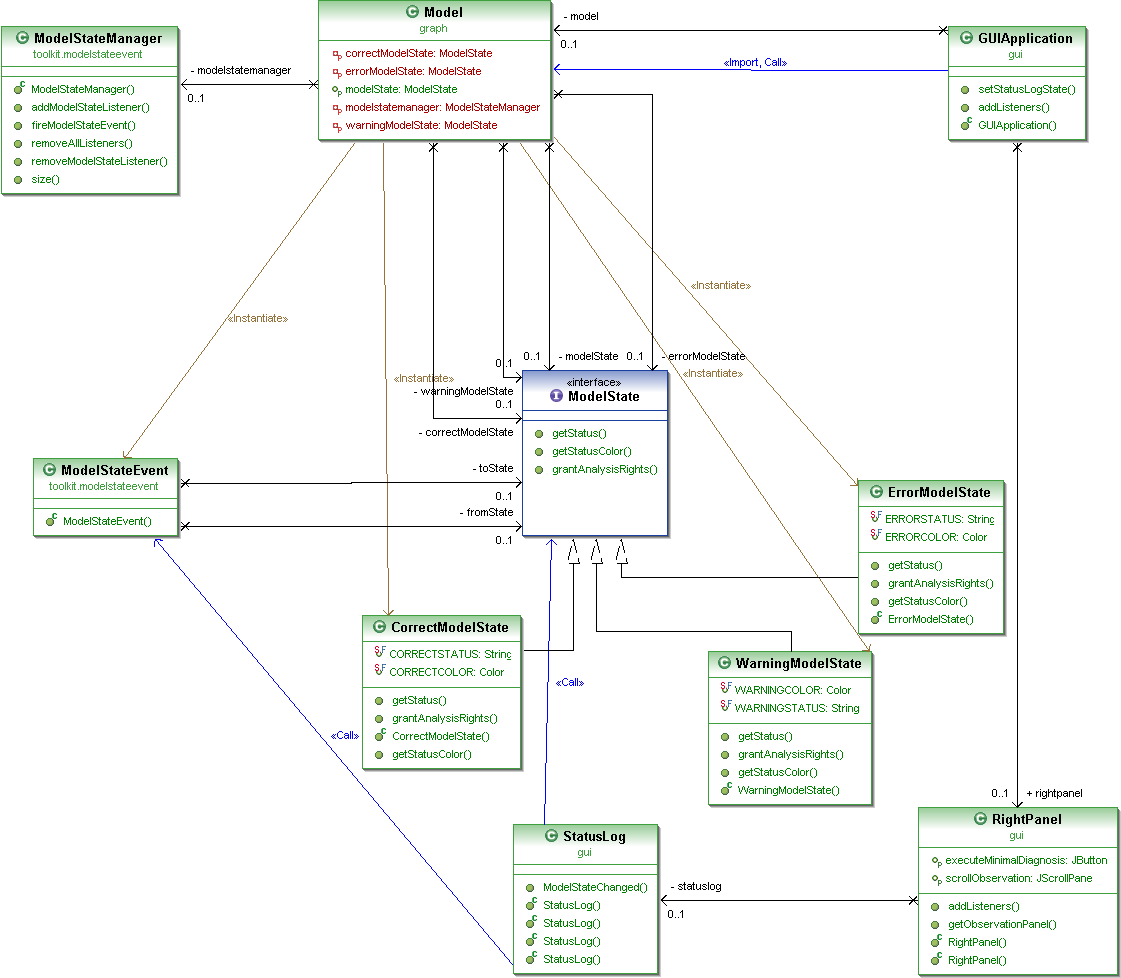 Model
graph
correctModelState: ModelState
errorModelState: ModelState
modelState: ModelState
modelstatemanager: ModelStateManager
warningModelState: ModelState
ModelStateManager
toolkit.modelstateevent
ModelStateManager()
addModelStateListener()
fireModelStateEvent()
removeAllListeners()
removeModelStateListener()
size()
- modelstatemanager
0..1
- model
0..1
«Import, Call»
GUIApplication
gui
setStatusLogState()
addListeners()
GUIApplication()
«Instantiate»
«Instantiate»
«Instantiate»
«Instantiate»
0..1
- modelState
0..1
- errorModelState
0..1
- warningModelState
0..1
- correctModelState
«interface»
ModelState
getStatus()
getStatusColor()
grantAnalysisRights()
- toState
0..1
- fromState
0..1
ModelStateEvent
toolkit.modelstateevent
ModelStateEvent()
ErrorModelState
ERRORSTATUS: String
ERRORCOLOR: Color
getStatus()
grantAnalysisRights()
getStatusColor()
ErrorModelState()
CorrectModelState
CORRECTSTATUS: String
CORRECTCOLOR: Color
getStatus()
grantAnalysisRights()
CorrectModelState()
getStatusColor()
WarningModelState
WARNINGCOLOR: Color
WARNINGSTATUS: String
getStatus()
grantAnalysisRights()
getStatusColor()
WarningModelState()
«Call»
«Call»
0..1
+ rightpanel
StatusLog
gui
ModelStateChanged()
StatusLog()
StatusLog()
StatusLog()
StatusLog()
- statuslog
0..1
RightPanel
gui
executeMinimalDiagnosis: JButton
scrollObservation: JScrollPane
addListeners()
getObservationPanel()
RightPanel()
RightPanel()